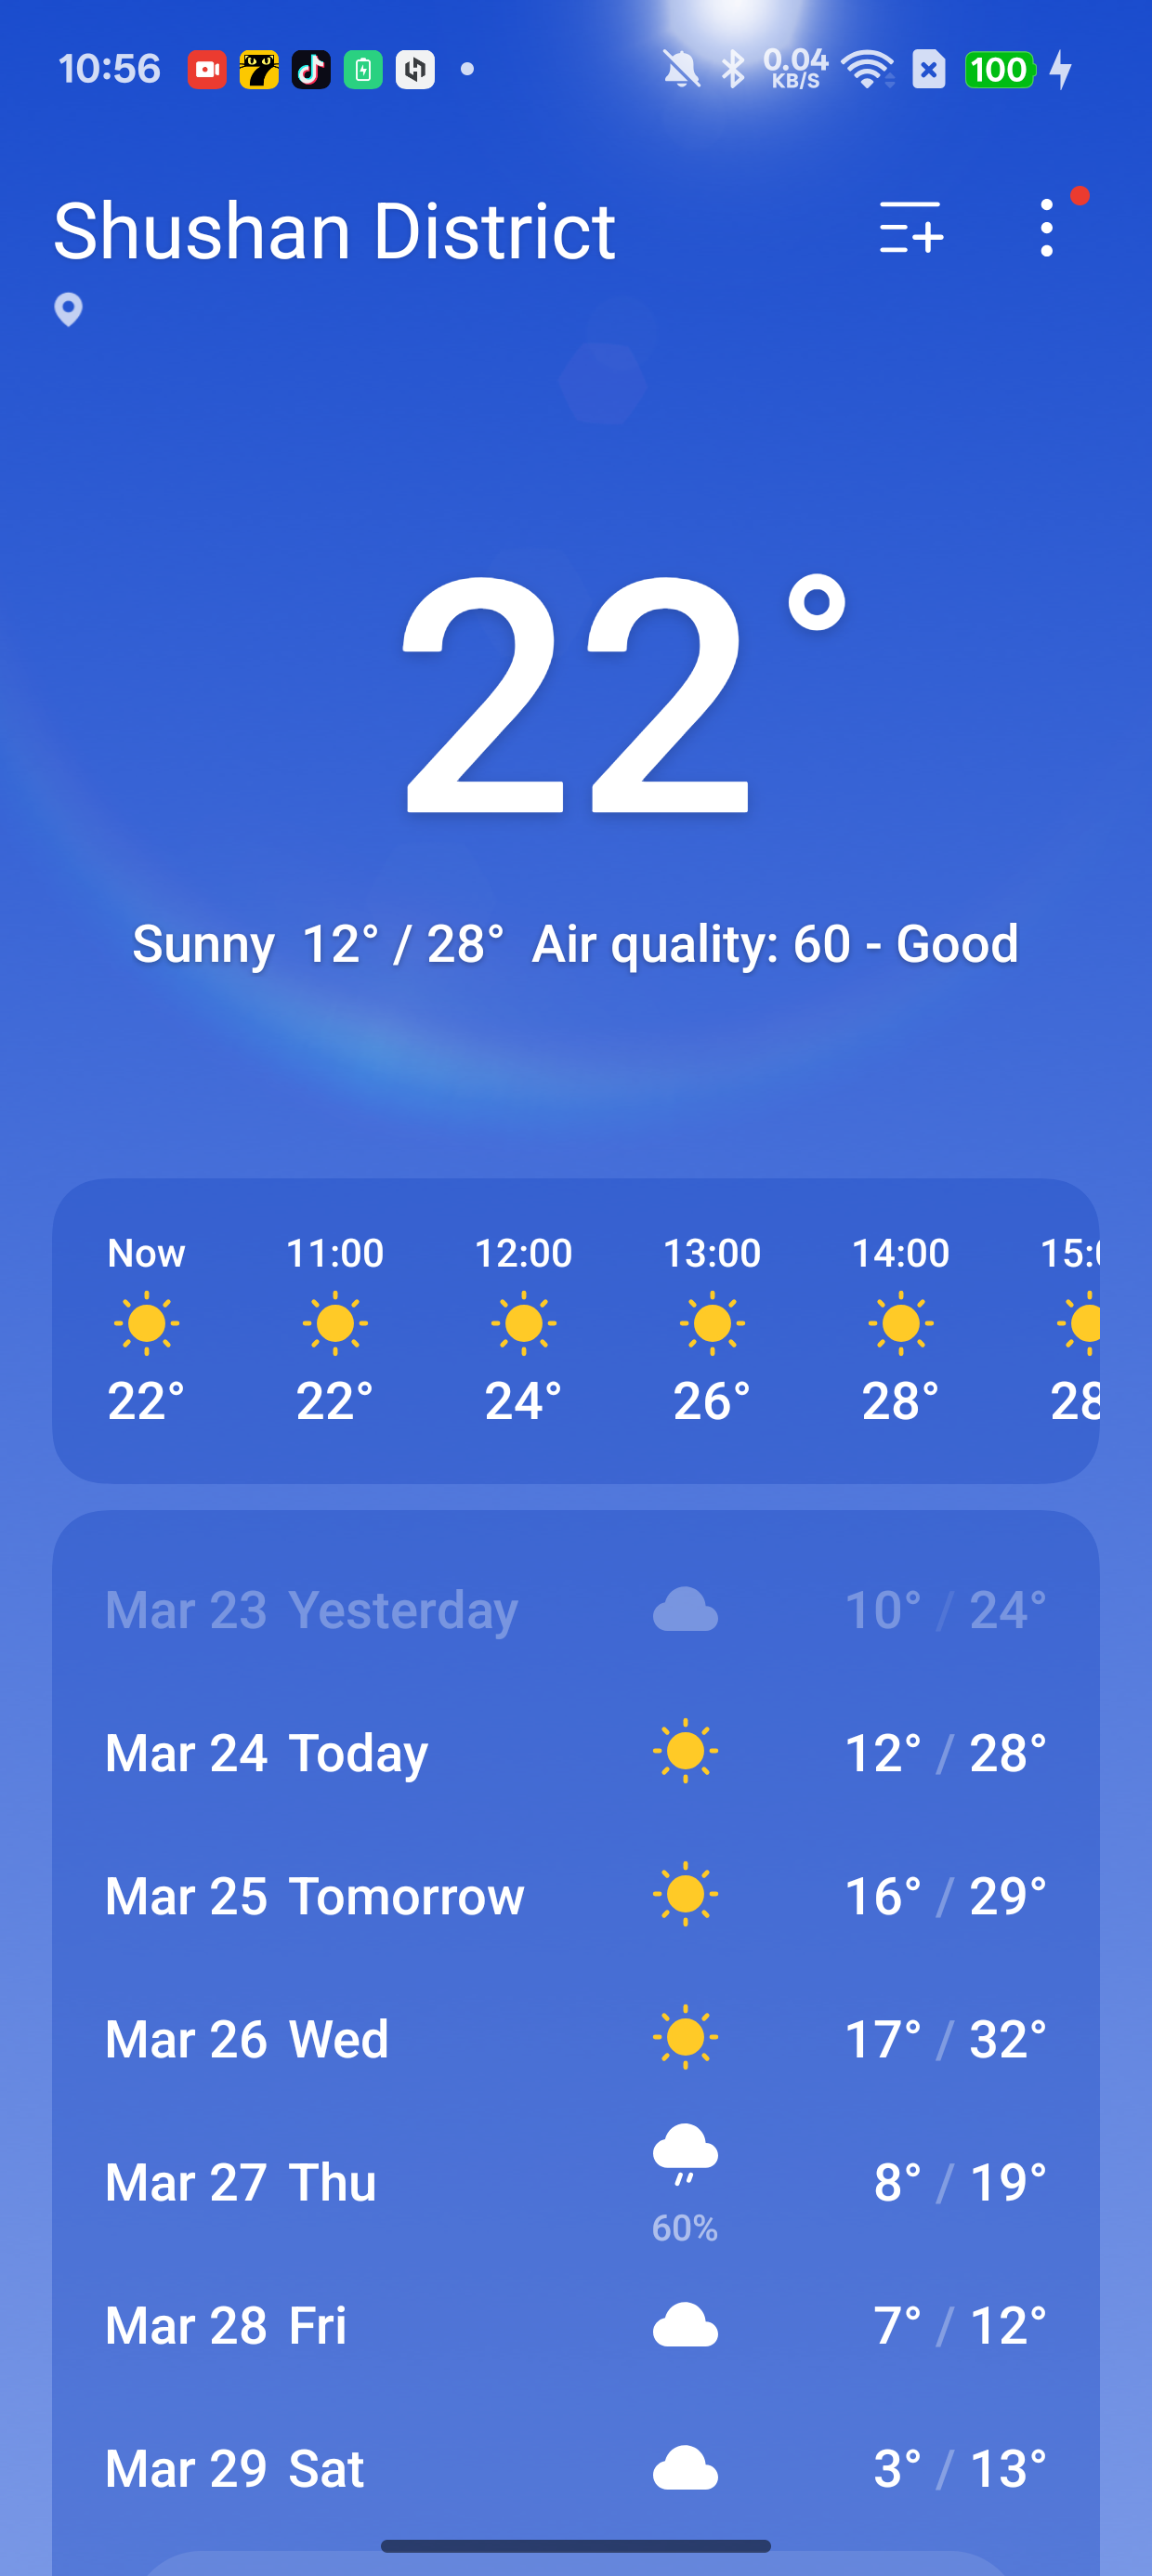 10:56 0.04 KB/S 100
Shushan District
22°
Sunny 12° / 28° Air quality: 60 - Good
Now 11:00 12:00 13:00 14:00 15:0
22° 22° 24° 26° 28° 28
Mar 23 Yesterday 10° / 24°
Mar 24 Today 12° / 28°
Mar 25 Tomorrow 16° / 29°
Mar 26 Wed 17° / 32°
Mar 27 Thu 8° / 19°
60%
Mar 28 Fri 7° / 12°
Mar 29 Sat 3° / 13°